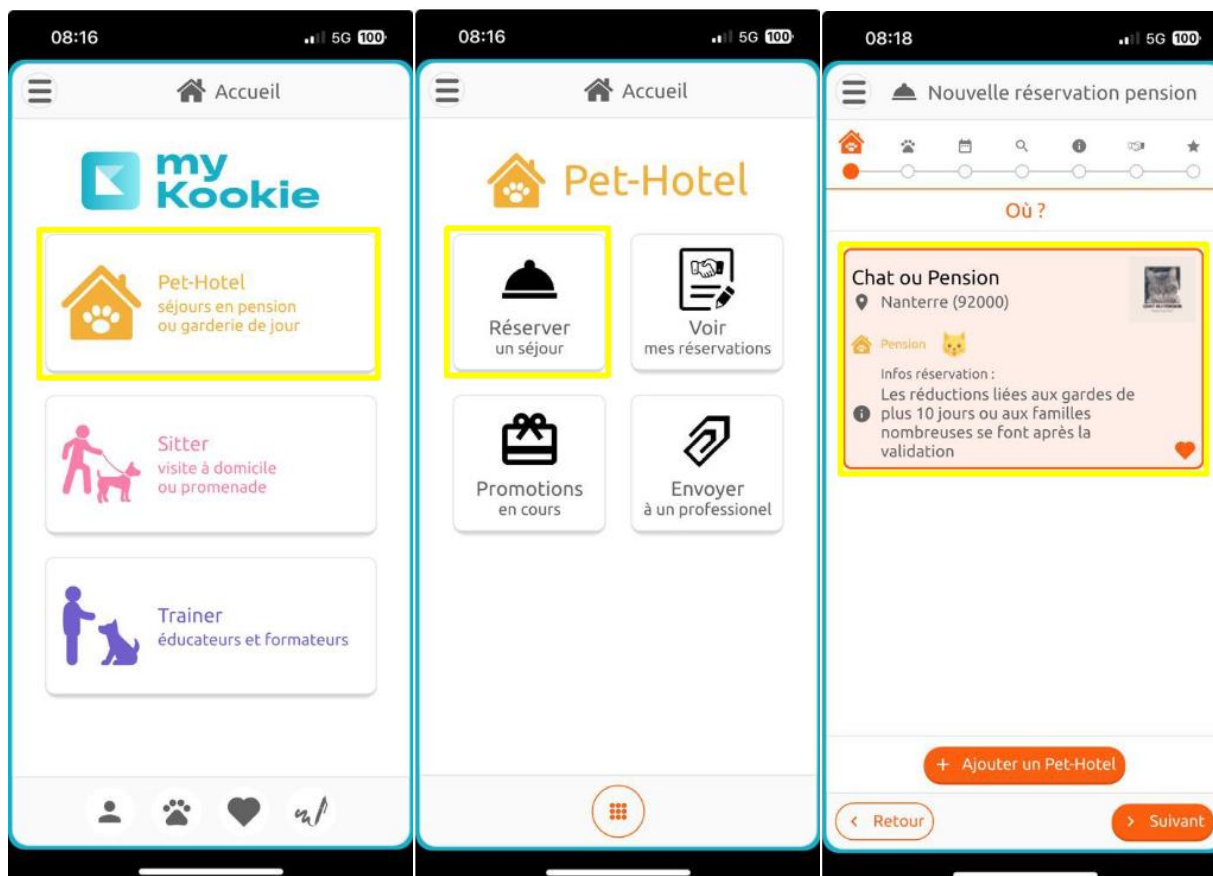 08:16
5G 100
Accueil
my
Kookie
Pet-Hotel
séjours en pension
ou garderie de jour
Sitter
visite à domicile
ou promenade
Trainer
éducateurs et formateurs
08:16
5G 100
Accueil
Pet-Hotel
Réserver
un séjour
Voir
mes réservations
Promotions
en cours
Envoyer
à un professionel
08:18
5G 100
Nouvelle réservation pension
Où ?
Chat ou Pension
Nanterre (92000)
Pension
Infos réservation :
Les réductions liées aux gardes de
plus 10 jours ou aux familles
nombreuses se font après la
validation
+ Ajouter un Pet-Hotel
< Retour
> Suivant